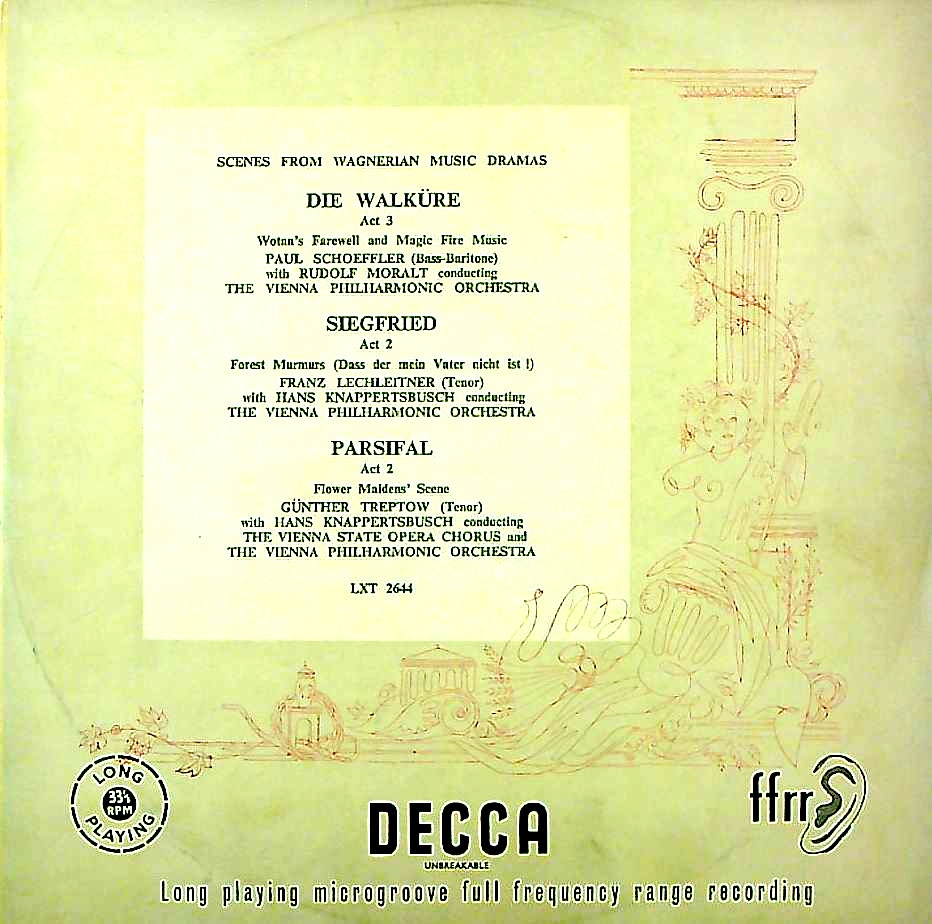 SCENES FROM WAGNERIAN MUSIC DRAMAS
DIE WALKÜRE
Act 3
Wotan's Farewell and Magic Fire Music
PAUL SCHOEFFLER (Bass-Baritone)
with RUDOLF MORALT conducting
THE VIENNA PHILHARMONIC ORCHESTRA
SIEGFRIED
Act 2
Forest Murmurs (Dass der mein Vater nicht ist !)
FRANZ LECHLEITNER (Tenor)
with HANS KNAPPERTSBUSCH conducting
THE VIENNA PHILHARMONIC ORCHESTRA
PARSIFAL
Act 2
Flower Maidens' Scene
GÜNTHER TREPTOW (Tenor)
with HANS KNAPPERTSBUSCH conducting
THE VIENNA STATE OPERA CHORUS and
THE VIENNA PHILHARMONIC ORCHESTRA
LXT 2644
LONG
33⅓
RPM
PLAYING
ffrr
DECCA
UNBREAKABLE
Long playing microgroove full frequency range recording